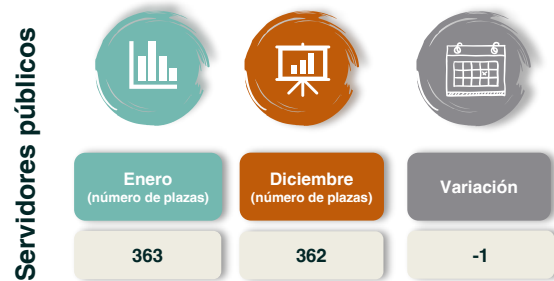 Servidores públicos
Enero
(número de plazas)
Diciembre
(número de plazas)
Variación
363
362
-1